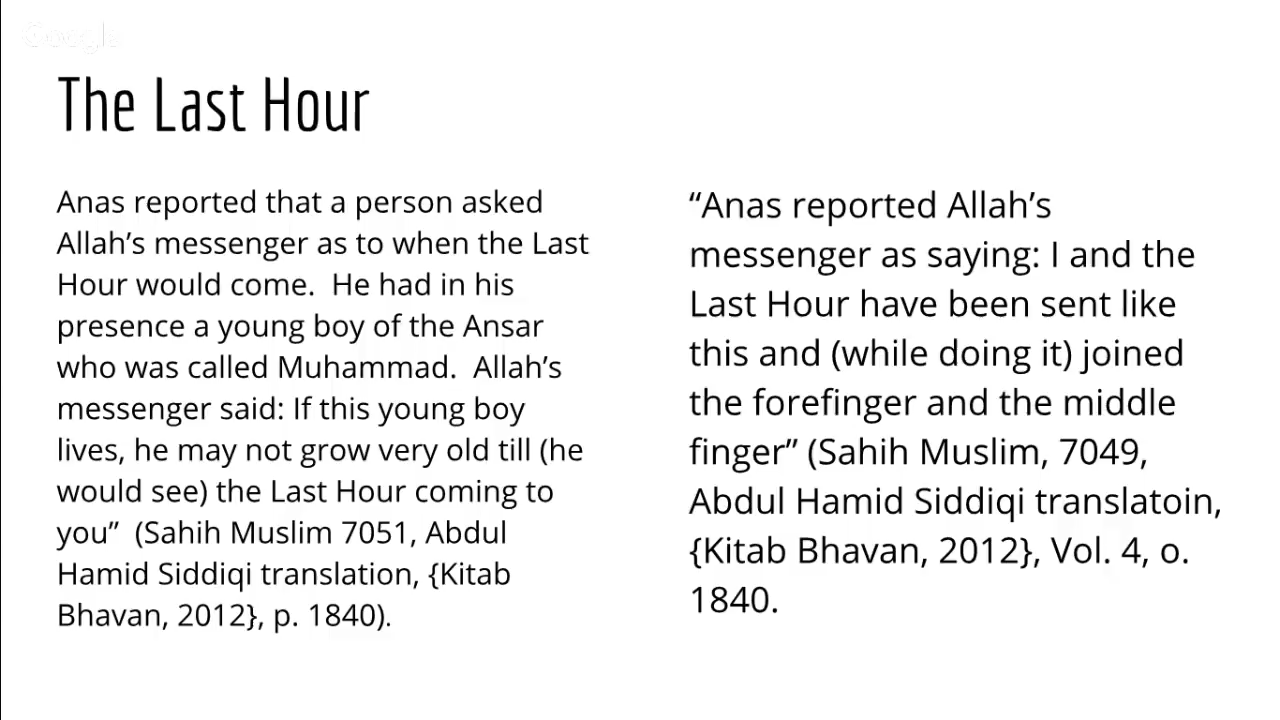 Google
The Last Hour
Anas reported that a person asked
Allah’s messenger as to when the Last
Hour would come.  He had in his
presence a young boy of the Ansar
who was called Muhammad.  Allah’s
messenger said: If this young boy
lives, he may not grow very old till (he
would see) the Last Hour coming to
you”  (Sahih Muslim 7051, Abdul
Hamid Siddiqi translation, {Kitab
Bhavan, 2012}, p. 1840).
“Anas reported Allah’s
messenger as saying: I and the
Last Hour have been sent like
this and (while doing it) joined
the forefinger and the middle
finger” (Sahih Muslim, 7049,
Abdul Hamid Siddiqi translatoin,
{Kitab Bhavan, 2012}, Vol. 4, o.
1840.